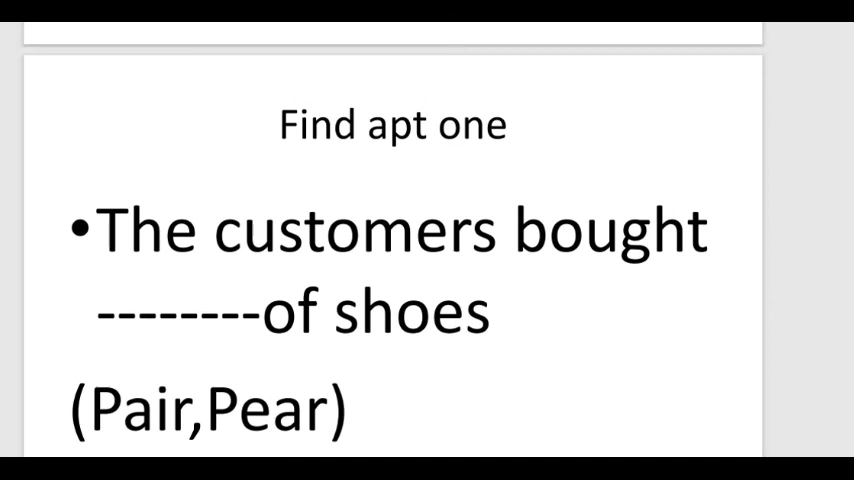 Find apt one
•The customers bought
--------of shoes
(Pair,Pear)